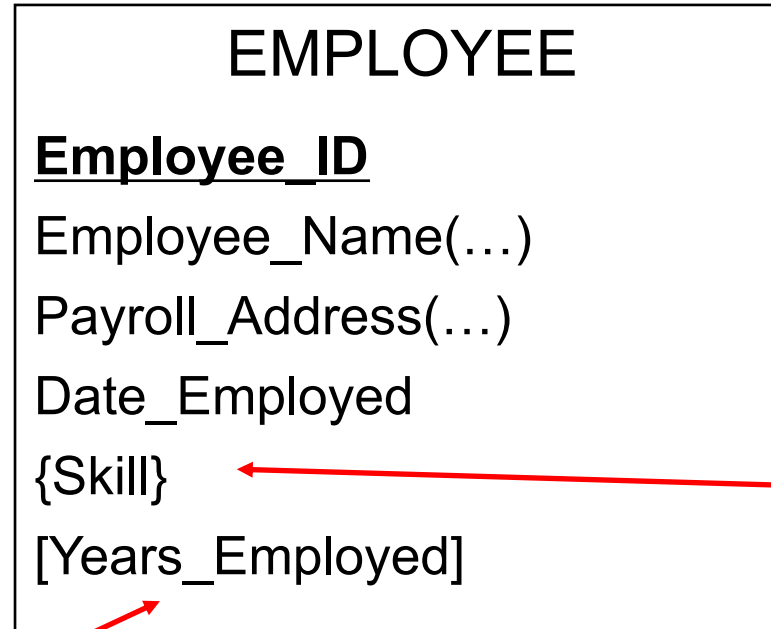 EMPLOYEE
Employee_ID
Employee_Name(…)
Payroll_Address(…)
Date_Employed
{Skill}
[Years_Employed]